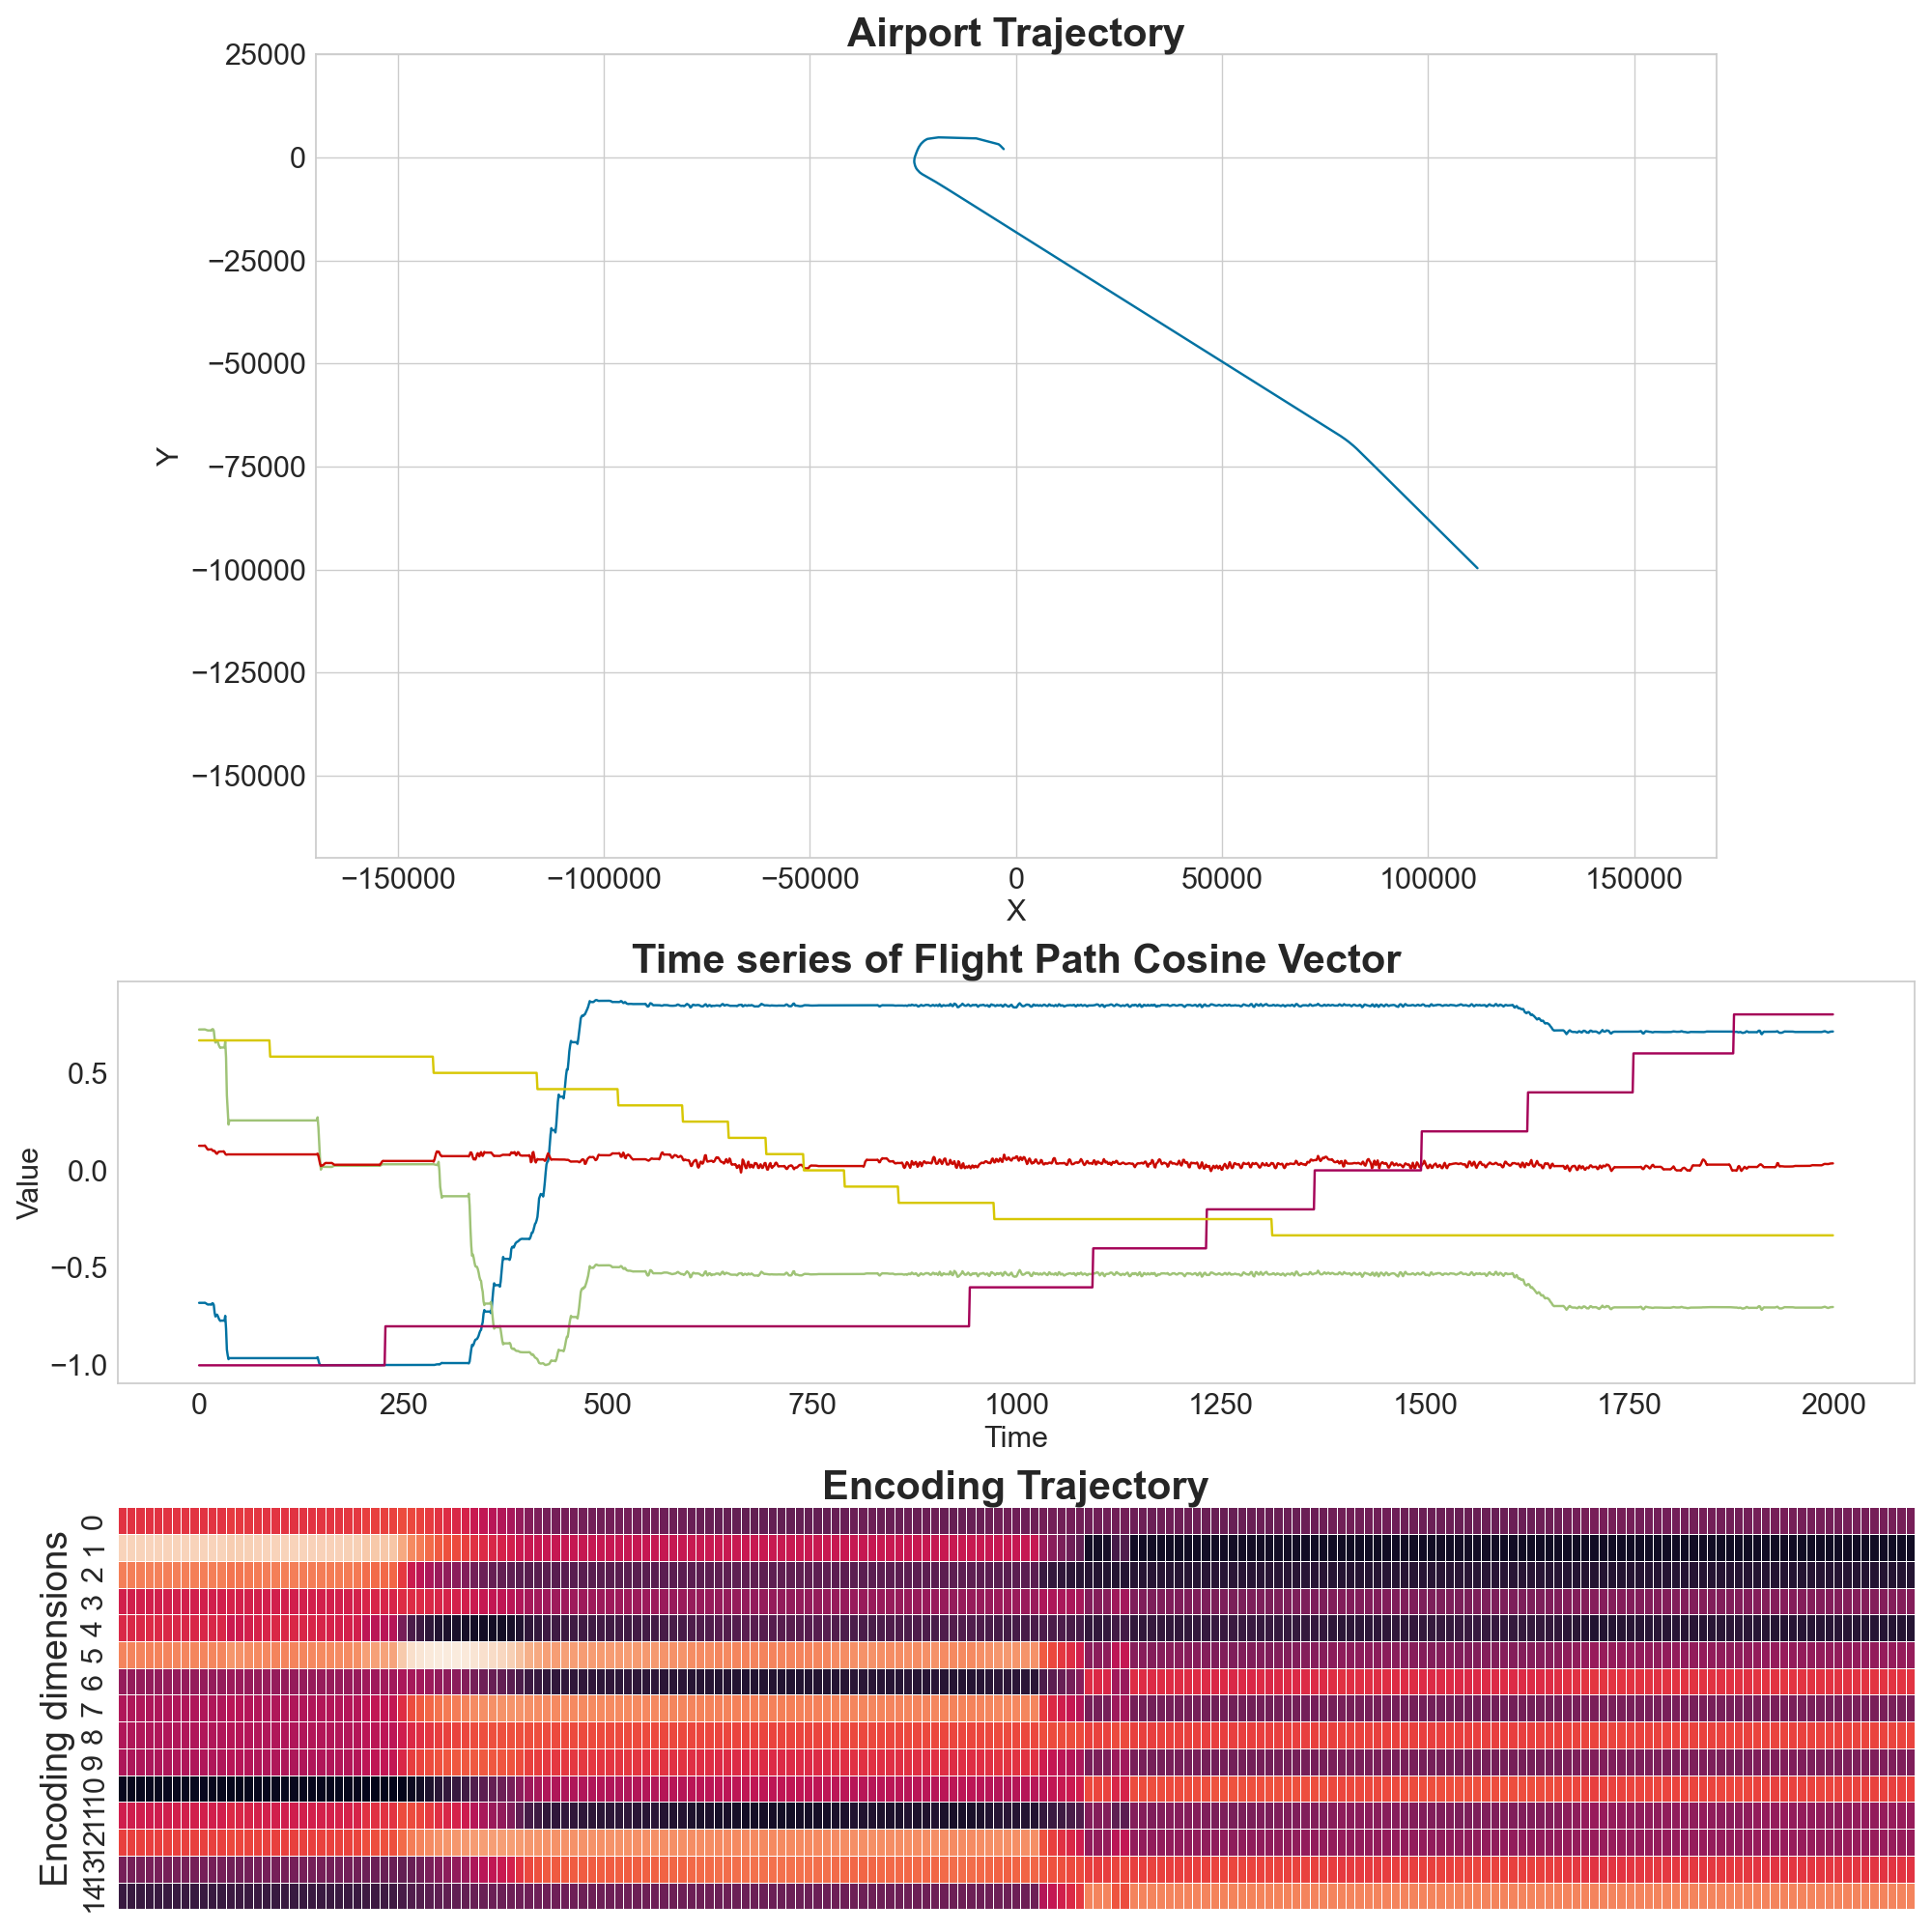 Airport Trajectory
25000
0
−25000
−50000
−75000
−100000
−125000
−150000
Y
−150000 −100000 −50000 0 50000 100000 150000
X
Time series of Flight Path Cosine Vector
0.5
0.0
−0.5
−1.0
Value
0 250 500 750 1000 1250 1500 1750 2000
Time
Encoding Trajectory
Encoding dimensions
0
1
2
3
4
5
6
7
8
9
10
11
12
13
14